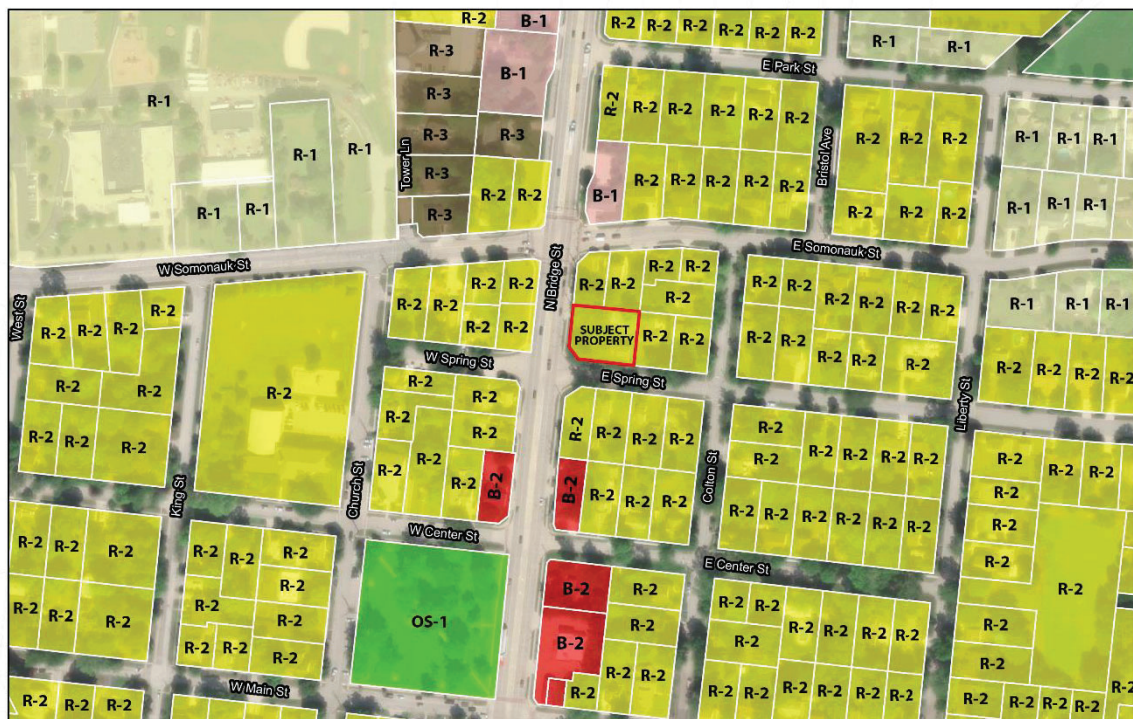 R-2
B-1
R-2 R-2 R-2 R-2 R-2 R-2
R-1 R-1
R-3
B-1
E Park St
R-1
R-3
R-2
R-2 R-2 R-2 R-2 R-2
R-2 R-2 R-2
Bristol Ave
R-1 R-1 R-1
R-1
R-1
R-3 R-3
Tower Ln
R-3
R-2 R-2
B-1
R-2 R-2 R-2 R-2
R-1 R-1
R-3
R-2 R-2 R-2
R-1 R-1 R-1
W Somonauk St
E Somonauk St
N Bridge St
West St
R-2 R-2 R-2 R-2
R-2 R-2
R-2
R-2
R-2 R-2 R-2 R-2
R-2 R-2
R-2 R-2
R-2 R-2
R-2
R-2 R-2
SUBJECT
PROPERTY
R-2 R-2
R-2 R-2 R-2 R-2
R-2 R-2
R-2 R-2 R-2
R-1 R-1 R-1
Liberty St
R-2 R-2 R-2 R-2
W Spring St
E Spring St
R-2 R-2 R-2
King St
Church St
R-2 R-2
R-2
R-2
R-2
R-2
R-2
B-2
R-2
R-2 R-2 R-2
B-2
R-2 R-2 R-2
Colton St
R-2
R-2
R-2 R-2 R-2
R-2 R-2 R-2 R-2 R-2
R-2
R-2
R-2
R-2
R-2
R-2
R-2
W Center St
E Center St
R-2 R-2 R-2
R-2 R-2 R-2
R-2 R-2 R-2
R-2
R-2
R-2
R-2 R-2
R-2
OS-1
B-2
B-2
R-2
R-2
R-2
R-2 R-2
R-2 R-2
R-2
R-2 R-2 R-2
R-2 R-2 R-2 R-2 R-2
W Main St
R-2 R-2 R-2
R-2 R-2
R-2 R-2 R-2 R-2 R-2